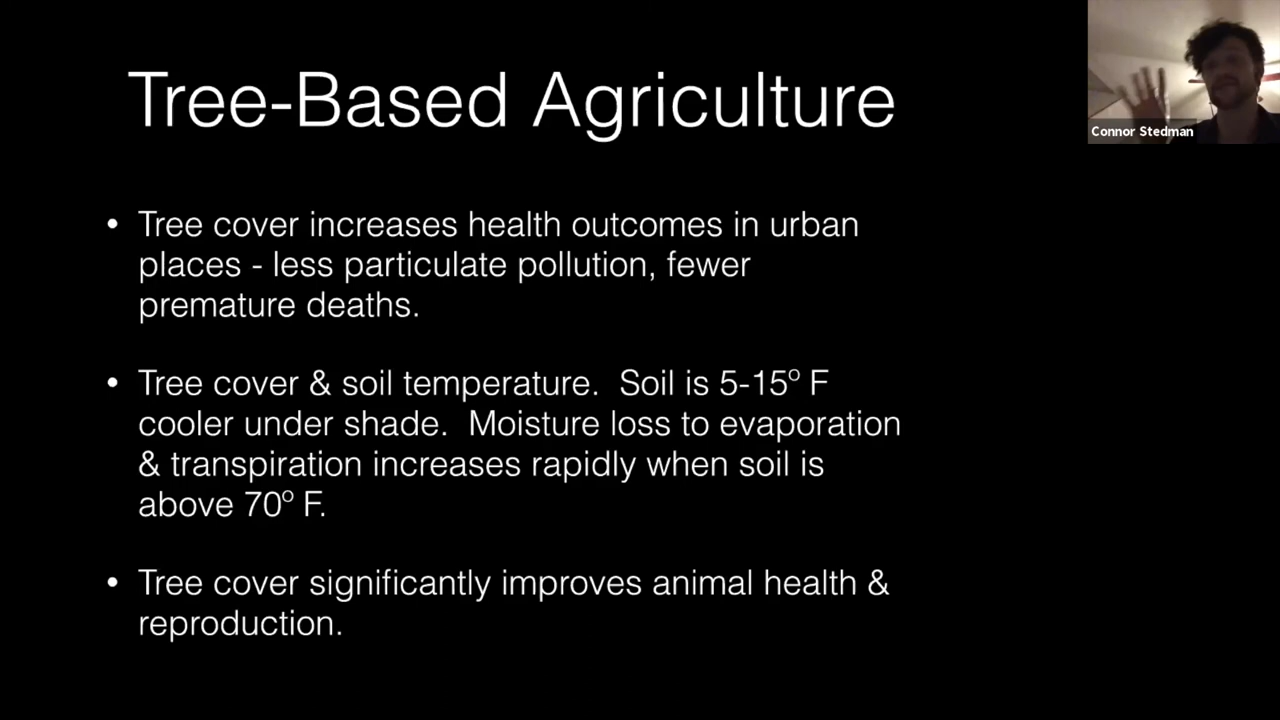 Tree-Based Agriculture
Connor Stedman
• Tree cover increases health outcomes in urban
places - less particulate pollution, fewer
premature deaths.
• Tree cover & soil temperature.  Soil is 5-15º F
cooler under shade.  Moisture loss to evaporation
& transpiration increases rapidly when soil is
above 70º F.
• Tree cover significantly improves animal health &
reproduction.